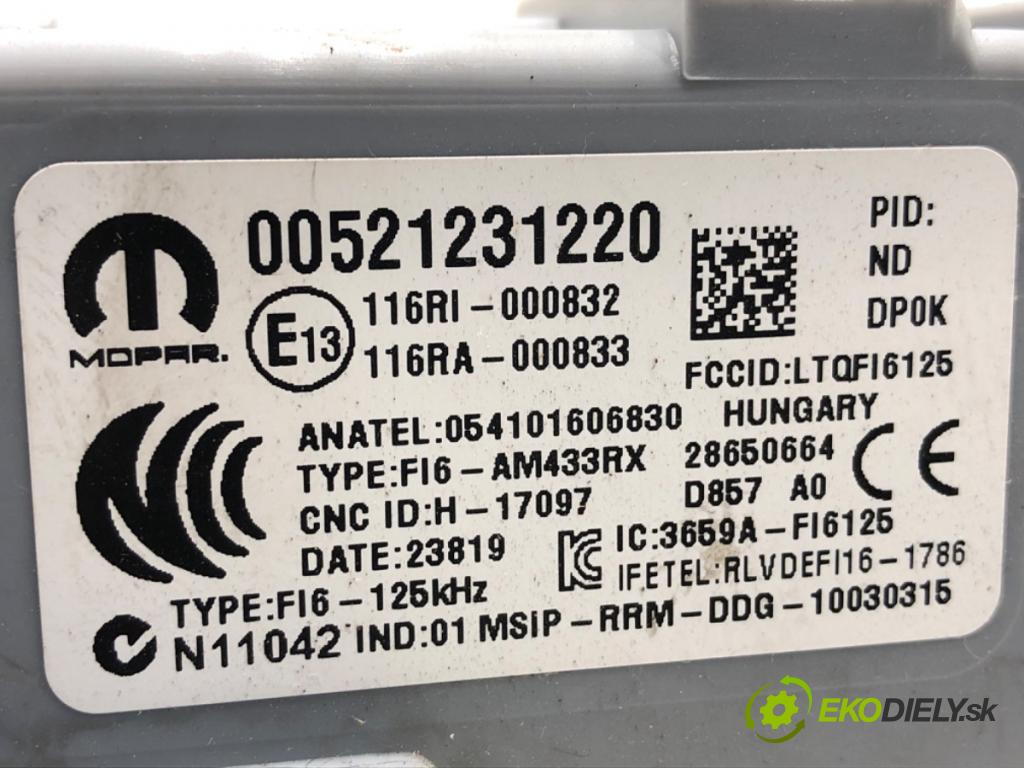 MOPAR.
00521231220
E13
116RI-000832
116RA-000833
PID:
ND
DP0K
FCCID:LTQFI6125
ANATEL:054101606830 HUNGARY
TYPE:FI6-AM433RX 28650664
CNC ID:H-17097 D857 A0
CE
DATE:23819
IC:3659A-FI6125
TYPE:FI6-125kHz
IFETEL:RLVDEFI16-1786
N11042 IND:01 MSiP-RRM-DDG-10030315
EKODIELY.sk